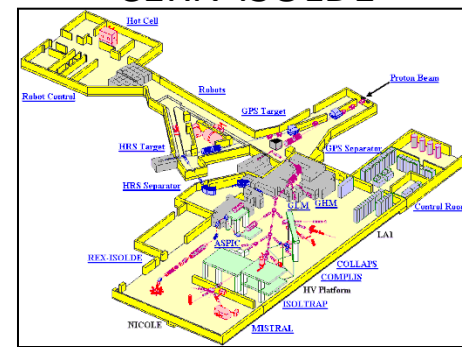 Hot Cell
Robots
Proton Beam
Robot Control
GPS Target
HRS Target
GPS Separator
HRS Separator
GLM
GHM
Control Room
ASPIC
LA1
REX-ISOLDE
COLLAPS
COMPLIS
HV Platform
ISOLTRAP
NICOLE
MISTRAL